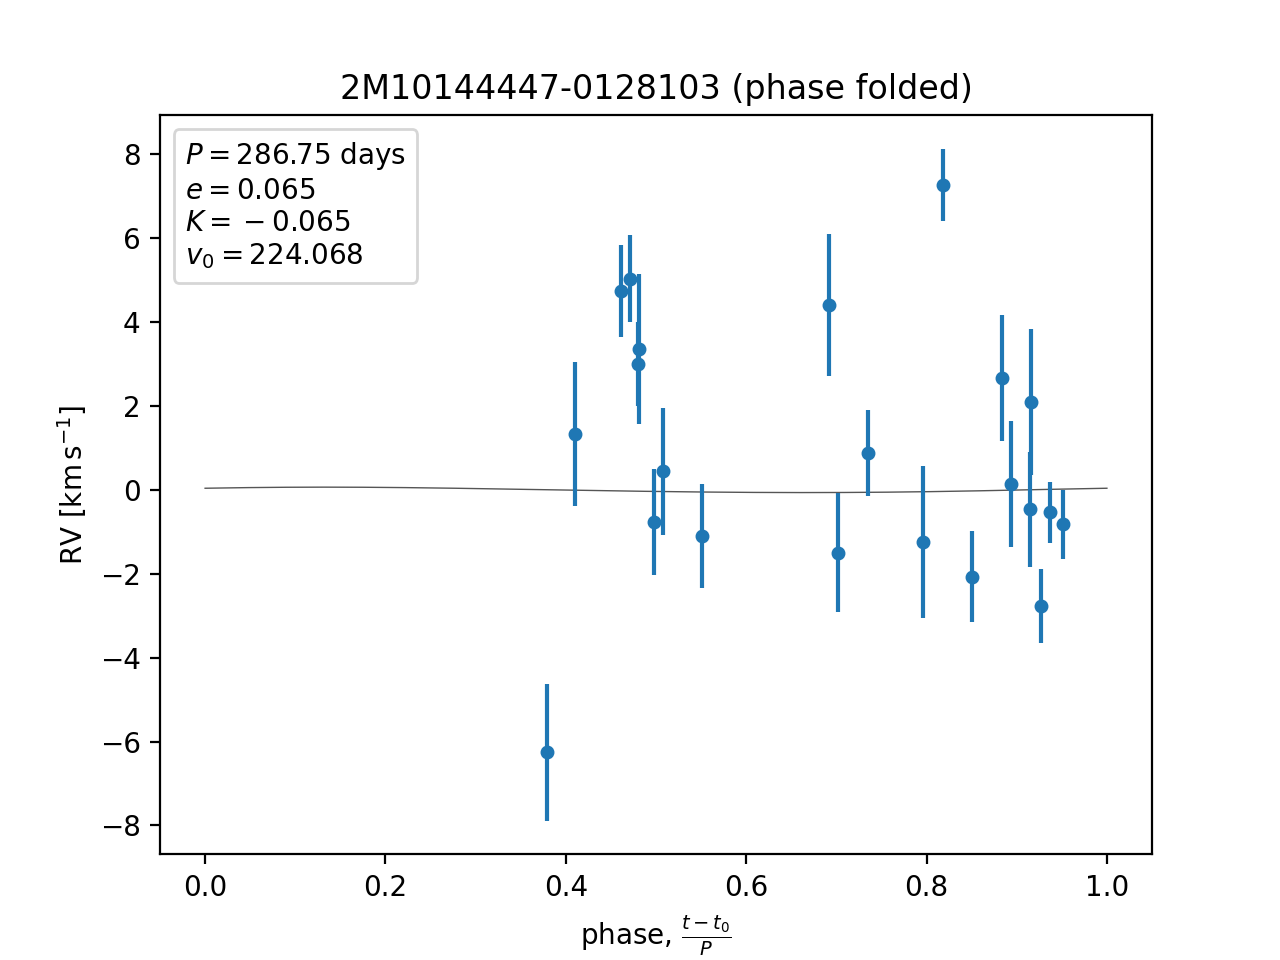 2M10144447-0128103 (phase folded)
P = 286.75 days
e = 0.065
K = −0.065
v₀ = 224.068
RV [km s⁻¹]
8
6
4
2
0
−2
−4
−6
−8
0.0 0.2 0.4 0.6 0.8 1.0
phase, (t − t₀)/P